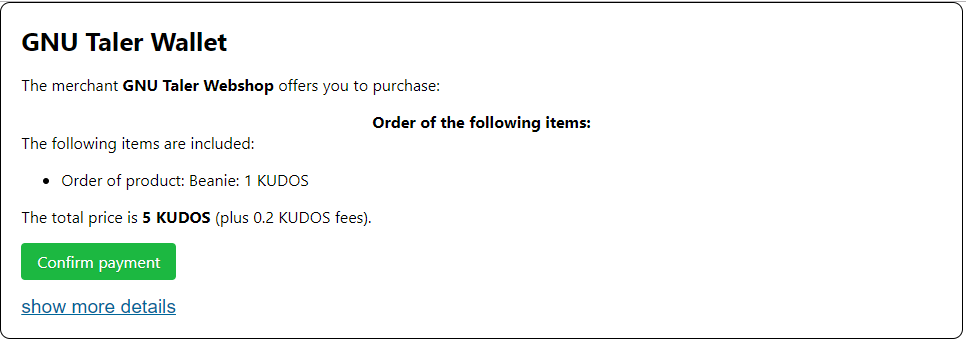 GNU Taler Wallet
The merchant GNU Taler Webshop offers you to purchase:
Order of the following items:
The following items are included:
• Order of product: Beanie: 1 KUDOS
The total price is 5 KUDOS (plus 0.2 KUDOS fees).
Confirm payment
show more details